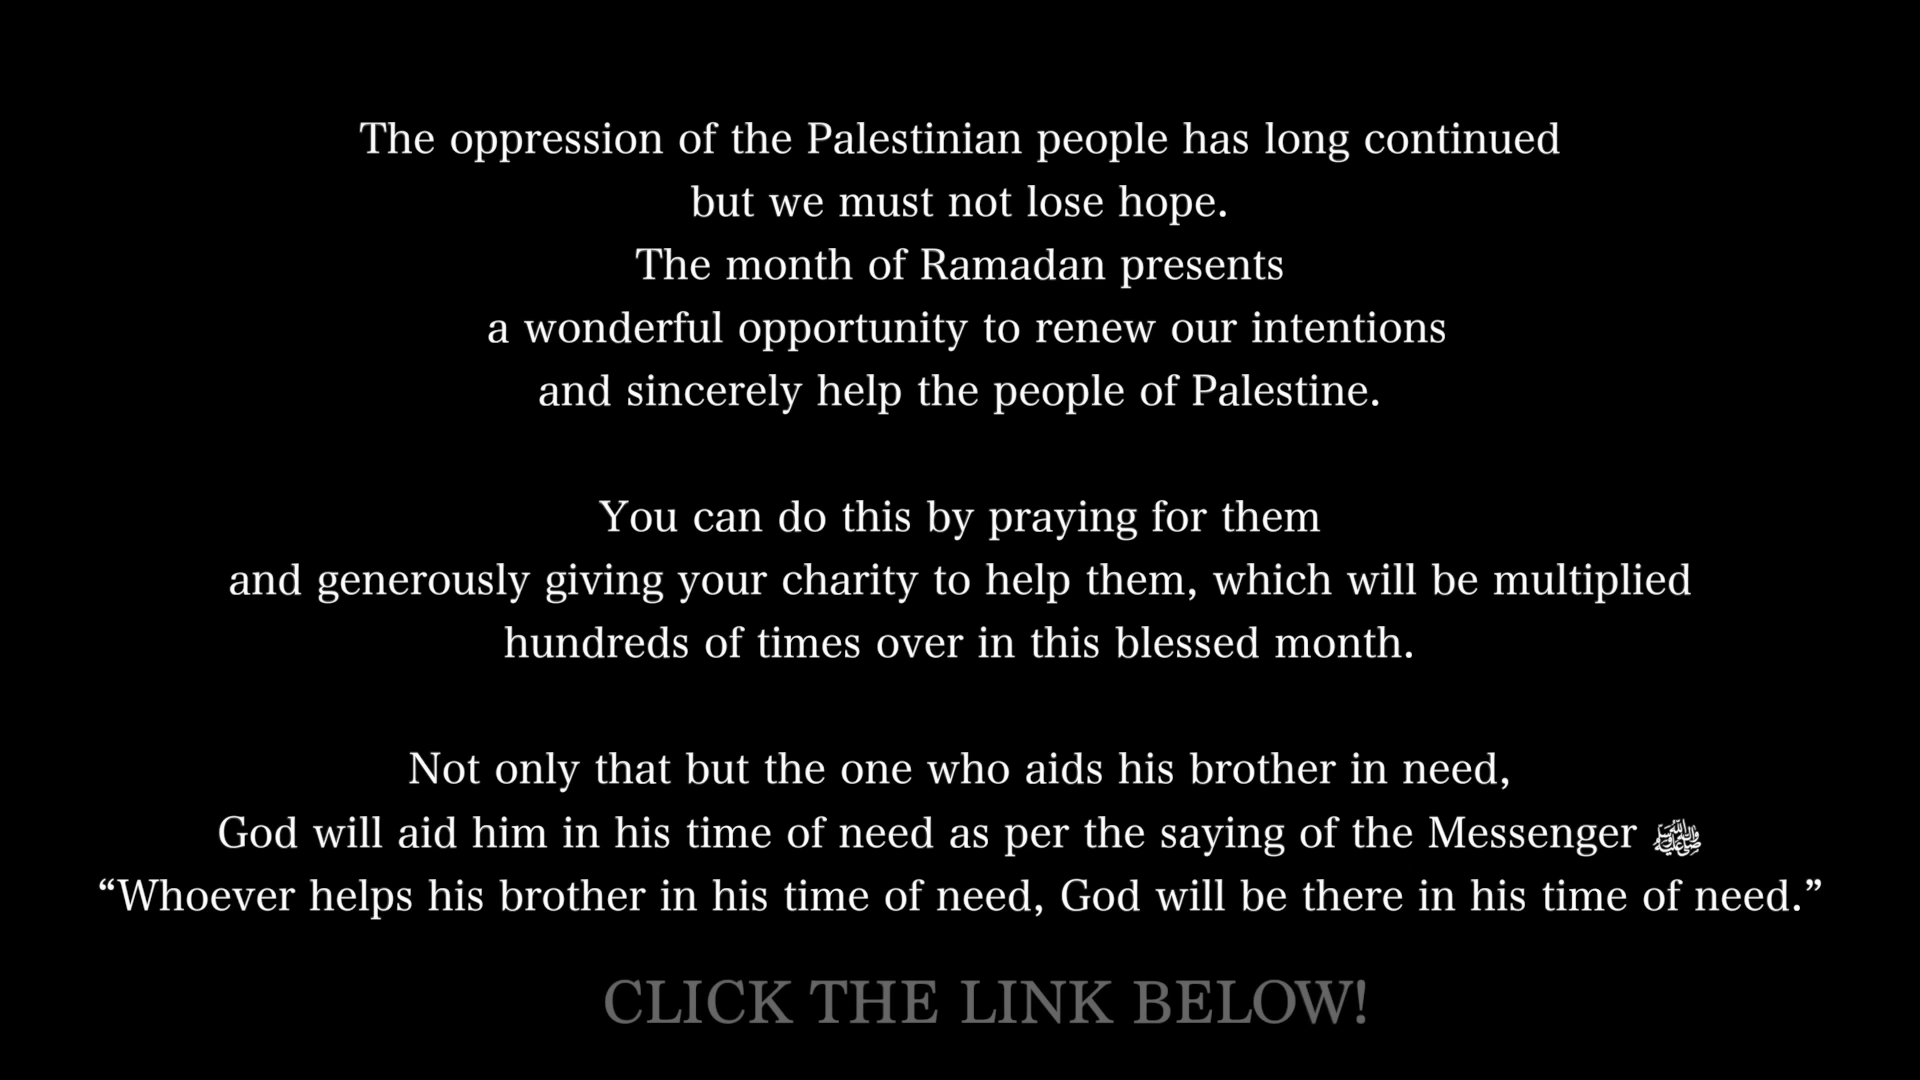 The oppression of the Palestinian people has long continued
but we must not lose hope.
The month of Ramadan presents
a wonderful opportunity to renew our intentions
and sincerely help the people of Palestine.
You can do this by praying for them
and generously giving your charity to help them, which will be multiplied
hundreds of times over in this blessed month.
Not only that but the one who aids his brother in need,
God will aid him in his time of need as per the saying of the Messenger ﷺ
“Whoever helps his brother in his time of need, God will be there in his time of need.”
CLICK THE LINK BELOW!